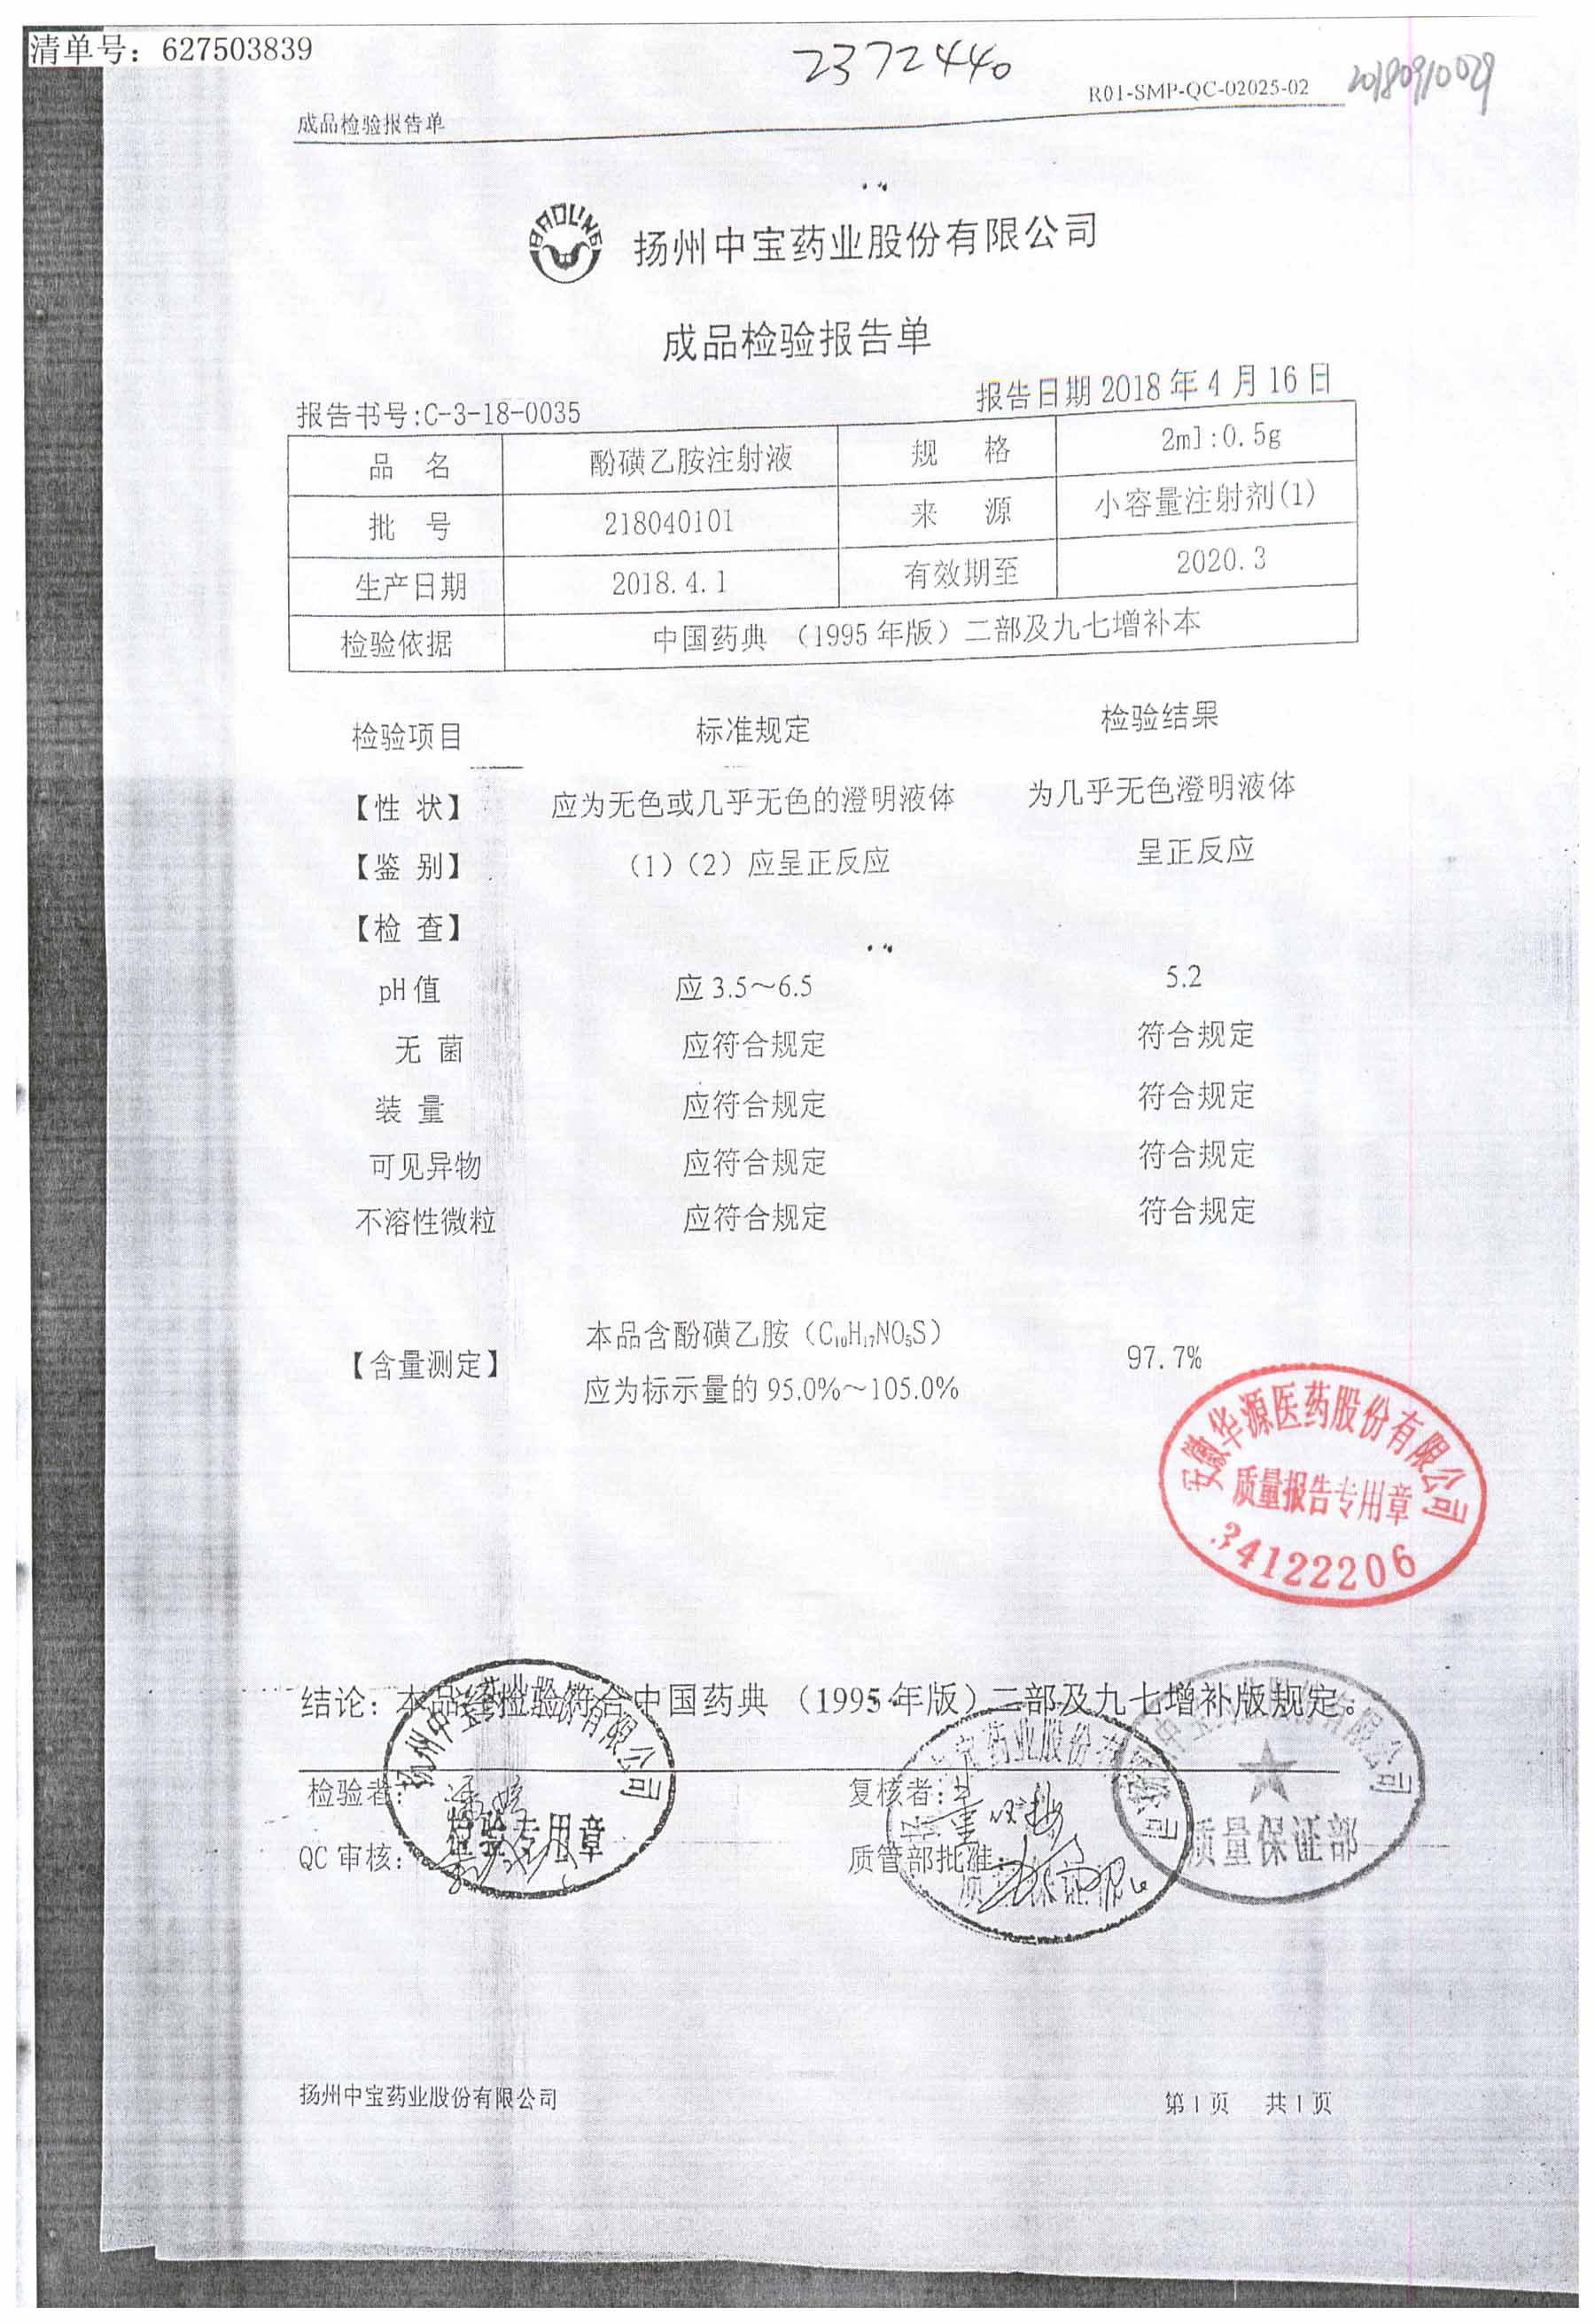 清单号：627503839
2372440
20180910029
R01-SMP-QC-02025-02
成品检验报告单
BAOLING
扬州中宝药业股份有限公司
成品检验报告单
报告书号:C-3-18-0035 报告日期 2018 年 4 月 16 日
品 名 酚磺乙胺注射液 规 格 2ml:0.5g
批 号 218040101 来 源 小容量注射剂(1)
生产日期 2018.4.1 有效期至 2020.3
检验依据 中国药典 （1995 年版）二部及九七增补本
检验项目 标准规定 检验结果
【性 状】 应为无色或几乎无色的澄明液体 为几乎无色澄明液体
【鉴 别】 （1）（2）应呈正反应 呈正反应
【检 查】
pH 值 应 3.5～6.5 5.2
无 菌 应符合规定 符合规定
装 量 应符合规定 符合规定
可见异物 应符合规定 符合规定
不溶性微粒 应符合规定 符合规定
本品含酚磺乙胺（C₁₀H₁₇NO₅S）
【含量测定】 97.7%
应为标示量的 95.0%～105.0%
安徽华源医药股份有限公司
质量报告专用章
34122206
结论：本品经检验符合中国药典 （1995 年版）二部及九七增补版规定。
扬州中宝药业股份有限公司
检验者： 复核者：
检验专用章
QC 审核： 质管部批准：
质量保证部
扬州中宝药业股份有限公司 第 1 页 共 1 页